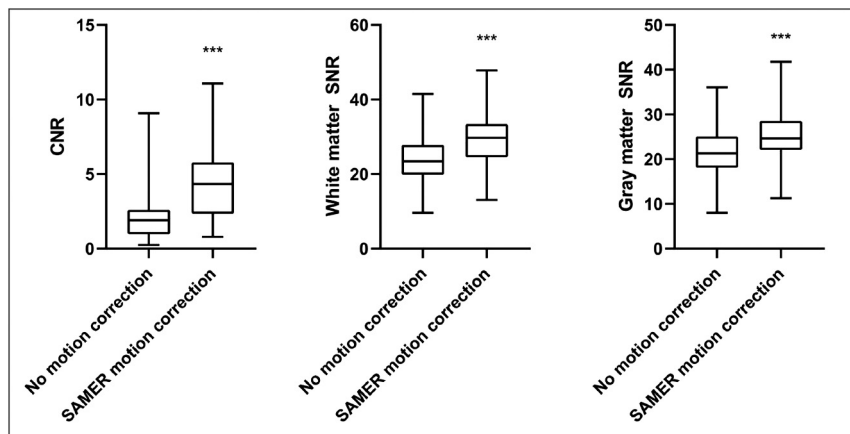 CNR
15
10
5
0
***
No motion correction
SAMER motion correction
White matter SNR
60
40
20
0
***
No motion correction
SAMER motion correction
Gray matter SNR
50
40
30
20
10
0
***
No motion correction
SAMER motion correction